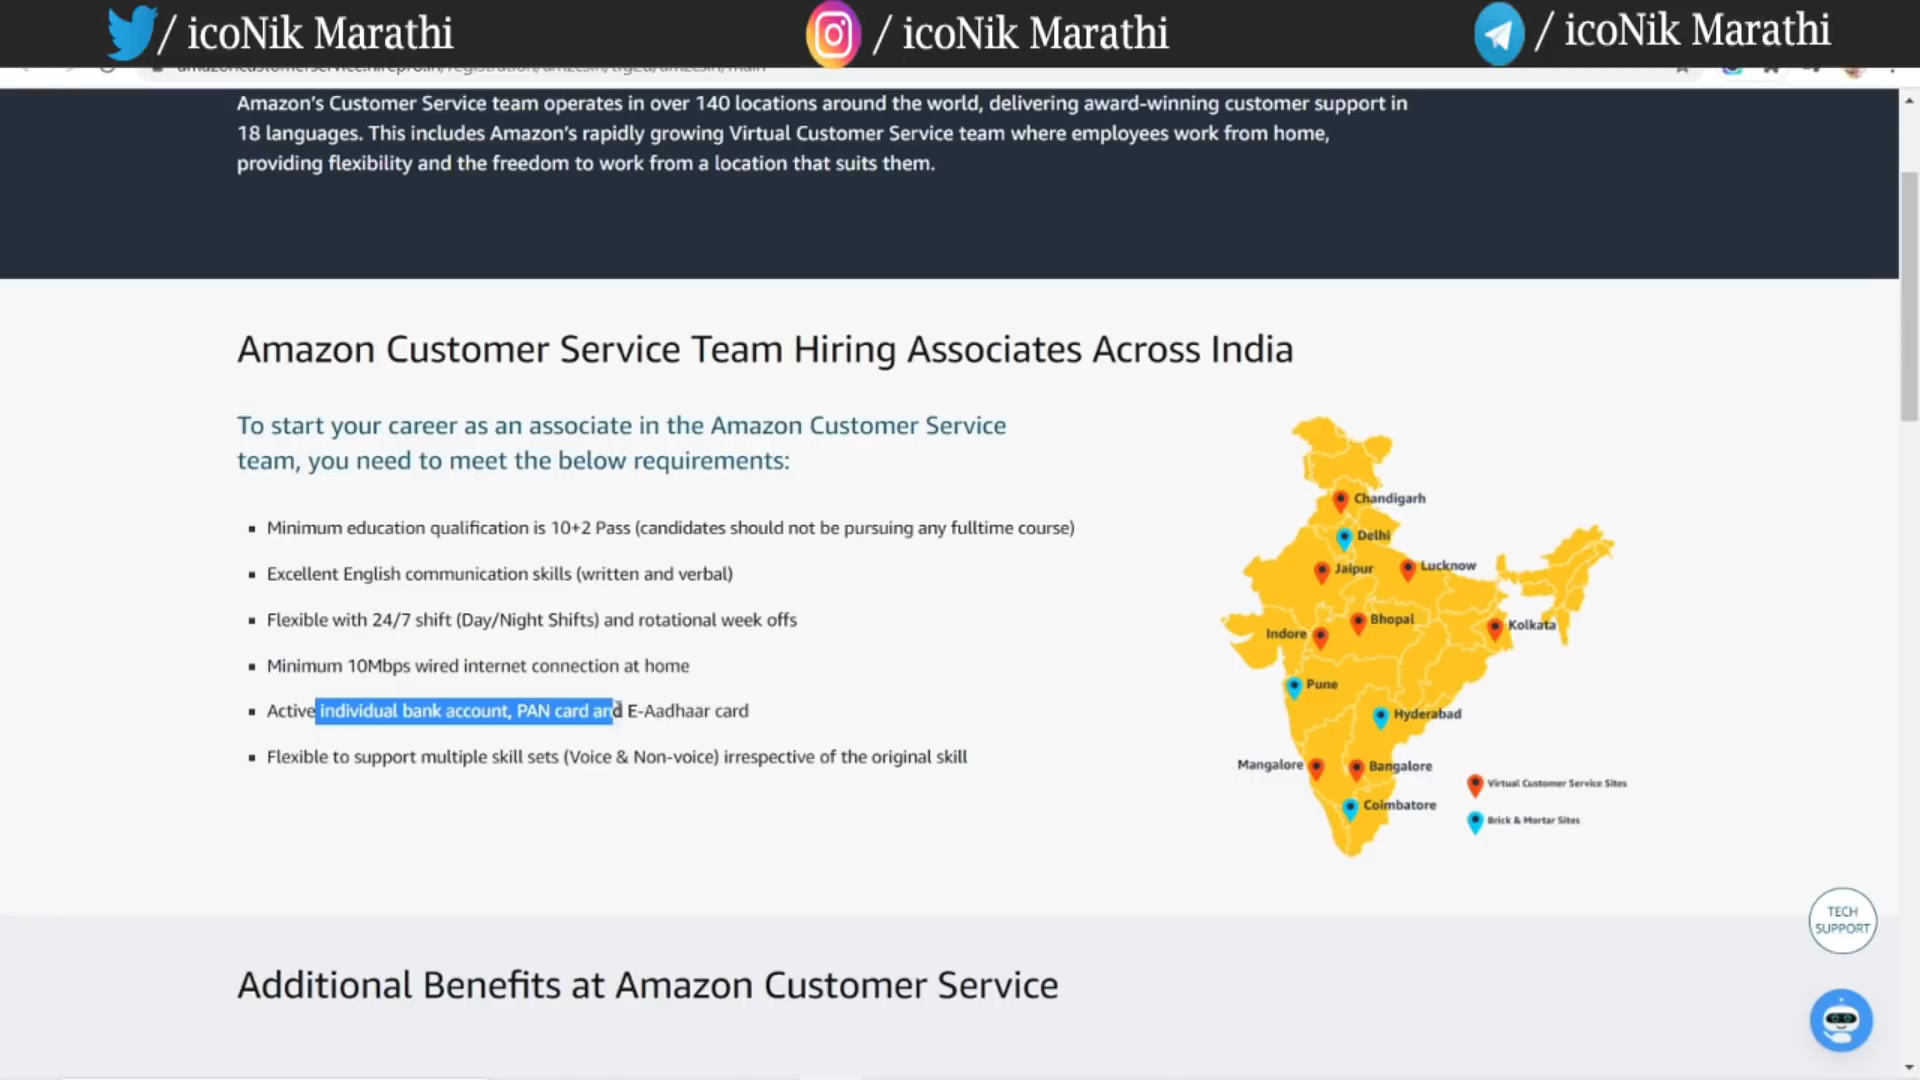 / icoNik Marathi
/ icoNik Marathi
/ icoNik Marathi
Amazon's Customer Service team operates in over 140 locations around the world, delivering award-winning customer support in
18 languages. This includes Amazon's rapidly growing Virtual Customer Service team where employees work from home,
providing flexibility and the freedom to work from a location that suits them.
Amazon Customer Service Team Hiring Associates Across India
To start your career as an associate in the Amazon Customer Service
team, you need to meet the below requirements:
Minimum education qualification is 10+2 Pass (candidates should not be pursuing any fulltime course)
Excellent English communication skills (written and verbal)
Flexible with 24/7 shift (Day/Night Shifts) and rotational week offs
Minimum 10Mbps wired internet connection at home
Active individual bank account, PAN card and E-Aadhaar card
Flexible to support multiple skill sets (Voice & Non-voice) irrespective of the original skill
Chandigarh
Delhi
Jaipur
Lucknow
Bhopal
Indore
Kolkata
Pune
Hyderabad
Mangalore
Bangalore
Coimbatore
Virtual Customer Service Sites
Brick & Mortar Sites
TECH
SUPPORT
Additional Benefits at Amazon Customer Service